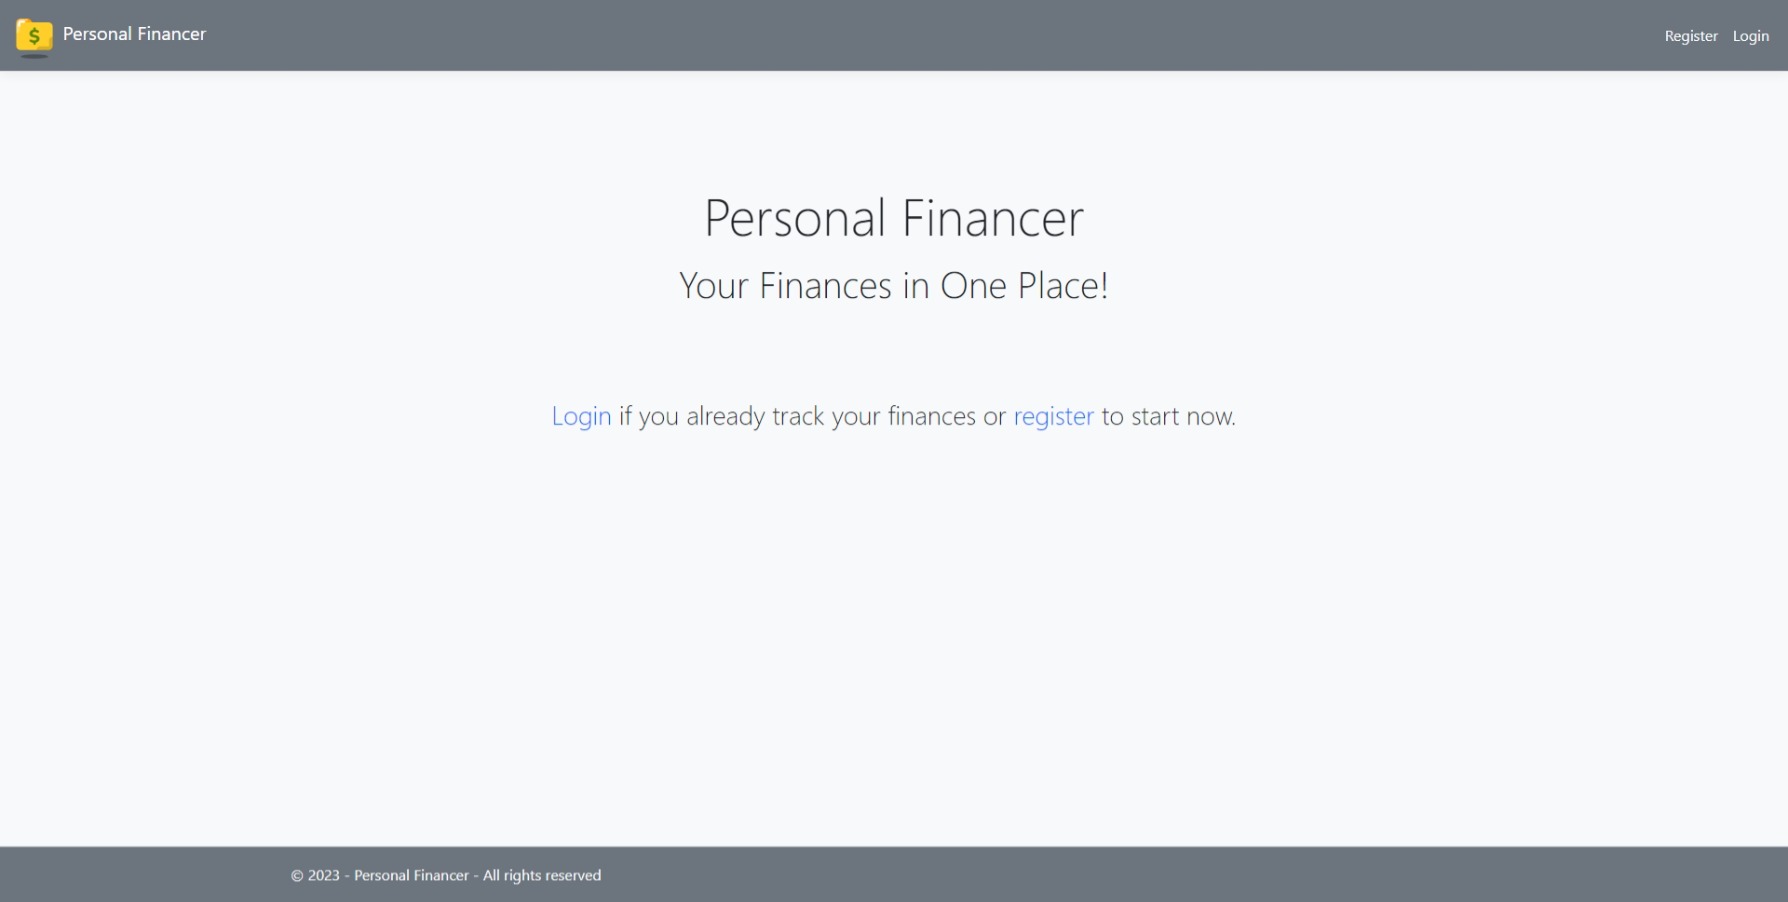 $
Personal Financer
Register
Login
Personal Financer
Your Finances in One Place!
Login if you already track your finances or register to start now.
© 2023 - Personal Financer - All rights reserved